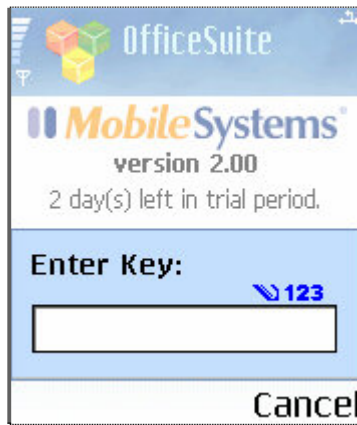 OfficeSuite
MobileSystems
version 2.00
2 day(s) left in trial period.
Enter Key:
123
Cancel